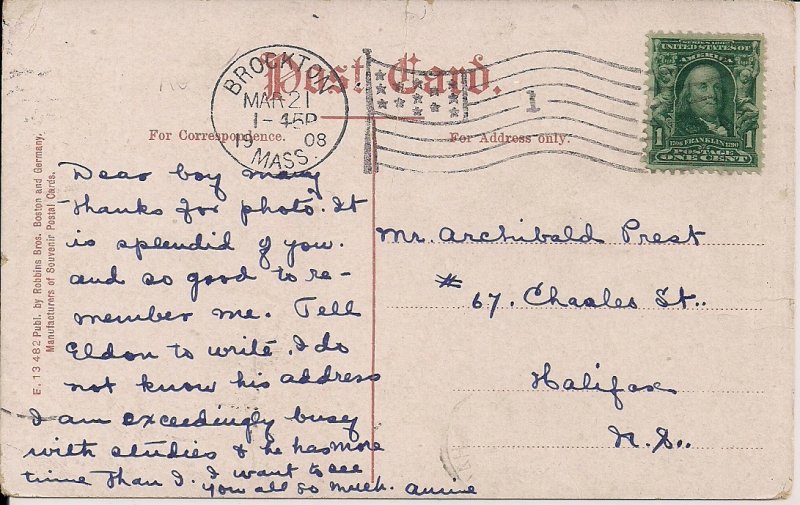 Post Card.
BROCKTON
MAR 21
1-45P
19 08
MASS.
1
UNITED STATES OF
AMERICA
1706 FRANKLIN 1790
1 1
POSTAGE
ONE CENT
For Correspondence.
For Address only.
E. 13 482 Publ. by Robbins Bros. Boston and Germany.
Manufacturers of Souvenir Postal Cards.
Dear boy many
thanks for photo. It
is splendid of you.
and so good to re-
member me. Tell
Eldon to write. I do
not know his address
I am exceedingly busy
with studies & he has more
time than I. I want to see
you all so much. Annie
Mr. Archibald Prest
# 67. Charles St..
Halifax
N.S..